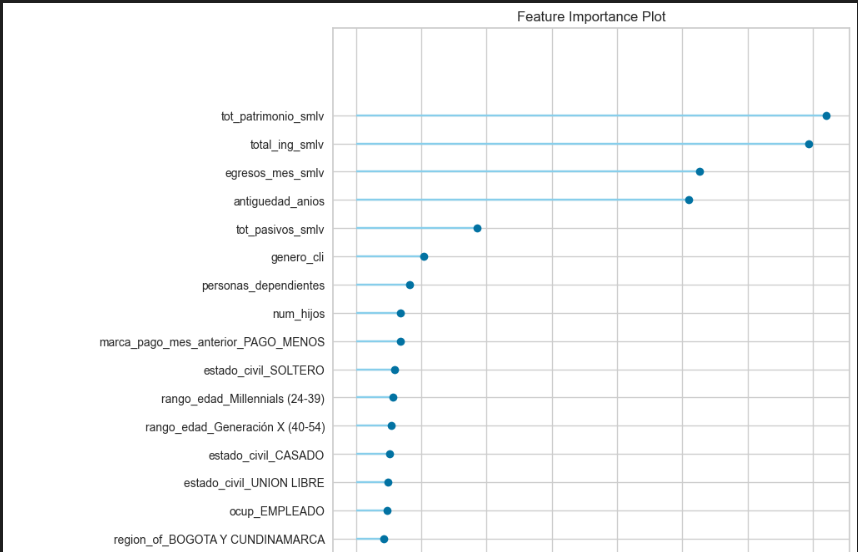 Feature Importance Plot
tot_patrimonio_smlv
total_ing_smlv
egresos_mes_smlv
antiguedad_anios
tot_pasivos_smlv
genero_cli
personas_dependientes
num_hijos
marca_pago_mes_anterior_PAGO_MENOS
estado_civil_SOLTERO
rango_edad_Millennials (24-39)
rango_edad_Generación X (40-54)
estado_civil_CASADO
estado_civil_UNION LIBRE
ocup_EMPLEADO
region_of_BOGOTA Y CUNDINAMARCA